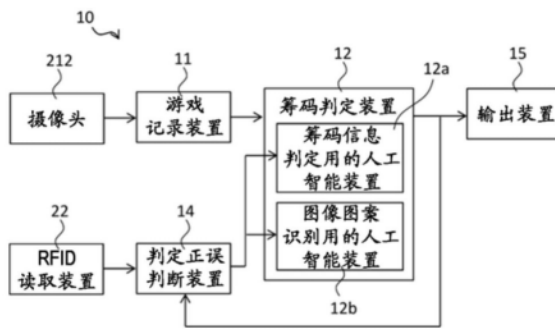 10
212
11
12
12a
15
摄像头
游戏
记录装置
筹码判定装置
筹码信息
判定用的人工
智能装置
输出装置
22
14
RFID
读取装置
判定正误
判断装置
图像图案
识别用的人工
智能装置
12b